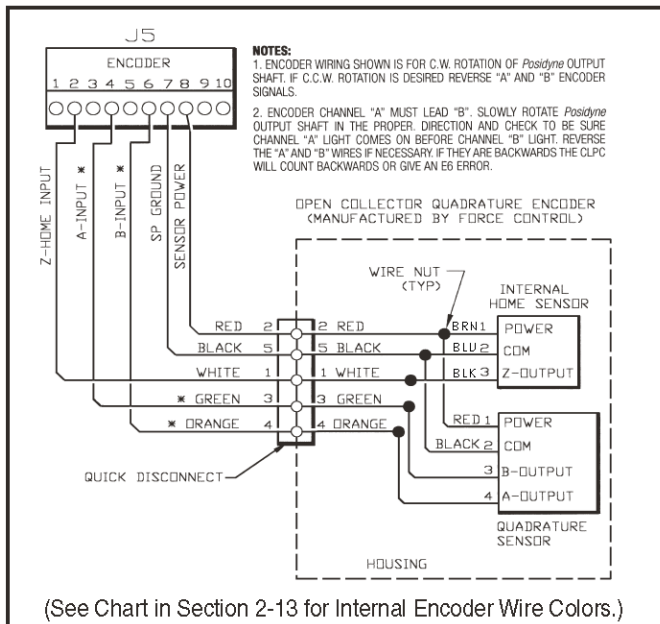 J5
ENCODER
1 2 3 4 5 6 7 8 9 10
NOTES:
1. ENCODER WIRING SHOWN IS FOR C.W. ROTATION OF Posidyne OUTPUT
SHAFT. IF C.C.W. ROTATION IS DESIRED REVERSE "A" AND "B" ENCODER
SIGNALS.
2. ENCODER CHANNEL "A" MUST LEAD "B". SLOWLY ROTATE Posidyne
OUTPUT SHAFT IN THE PROPER. DIRECTION AND CHECK TO BE SURE
CHANNEL "A" LIGHT COMES ON BEFORE CHANNEL "B" LIGHT. REVERSE
THE "A" AND "B" WIRES IF NECESSARY. IF THEY ARE BACKWARDS THE CLPC
WILL COUNT BACKWARDS OR GIVE AN E6 ERROR.
Z-HOME INPUT
A-INPUT *
B-INPUT *
SP GROUND
SENSOR POWER
OPEN COLLECTOR QUADRATURE ENCODER
(MANUFACTURED BY FORCE CONTROL)
WIRE NUT
(TYP)
INTERNAL
HOME SENSOR
RED 2 2 RED BRN 1 POWER
BLACK 5 5 BLACK BLU 2 COM
WHITE 1 1 WHITE BLK 3 Z-OUTPUT
* GREEN 3 3 GREEN
* ORANGE 4 4 ORANGE
RED 1 POWER
BLACK 2 COM
3 B-OUTPUT
4 A-OUTPUT
QUICK DISCONNECT
QUADRATURE
SENSOR
HOUSING
(See Chart in Section 2-13 for Internal Encoder Wire Colors.)